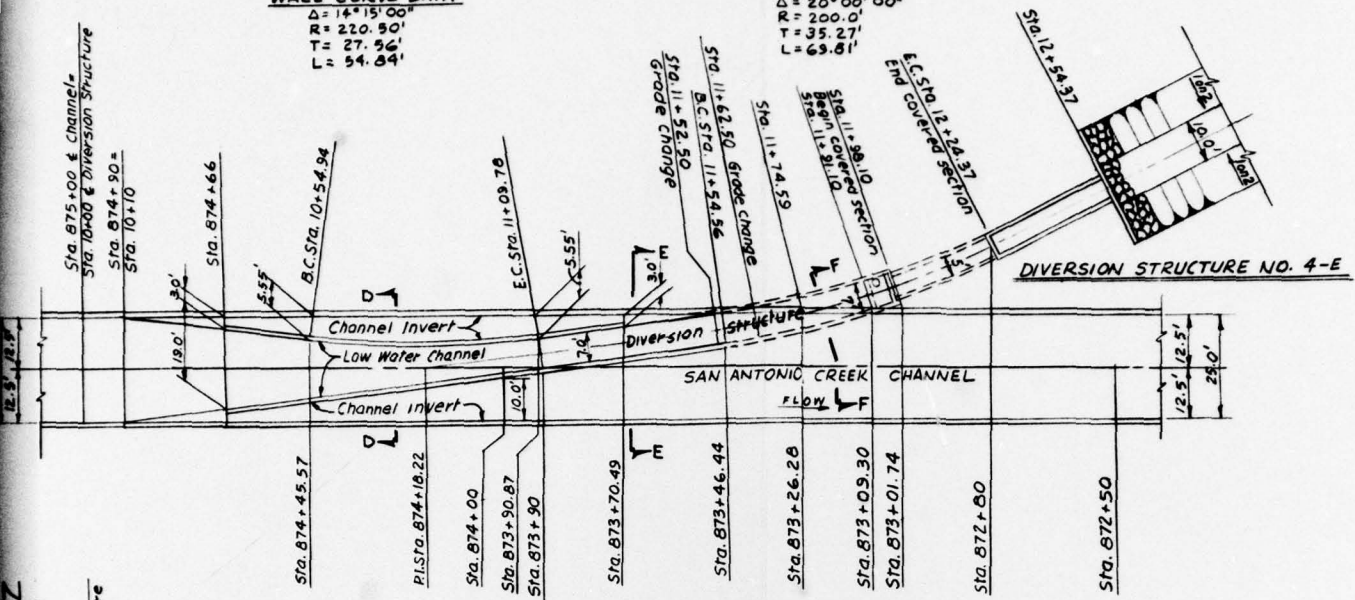 Δ = 14°15'00"
R = 220.50'
T = 27.56'
L = 54.84'
Δ = 20°00'00"
R = 200.0'
T = 35.27'
L = 69.81'
Sta. 875+00 ℄ Channel =
Sta. 10+00 ℄ Diversion Structure
Sta. 874+90 =
Sta. 10+10
Sta. 874+66
B.C. Sta. 10+54.94
E.C. Sta. 11+09.78
Sta. 11+52.50
Grade change
B.C. Sta. 11+54.56
Sta. 11+62.50 Grade change
Sta. 11+74.59
Sta. 11+98.10
Begin covered section
Sta. 11+91.10
E.C. Sta. 12+24.37
End covered section
Sta. 12+54.37
1on2
10.0'
1on2
DIVERSION STRUCTURE NO. 4-E
3.0'
5.55'
19.0'
5.55'
3.0'
E
D
F
7.0'
10.0'
5'
7'
Channel Invert
Low Water Channel
Channel Invert
Diversion Structure
SAN ANTONIO CREEK CHANNEL
FLOW
F
D
E
12.5'
12.5'
12.5'
12.5'
25.0'
Sta. 874+45.57
P.I. Sta. 874+18.22
Sta. 874+00
Sta. 873+90.87
Sta. 873+90
Sta. 873+70.49
Sta. 873+46.44
Sta. 873+26.28
Sta. 873+09.30
Sta. 873+01.74
Sta. 872+80
Sta. 872+50
re